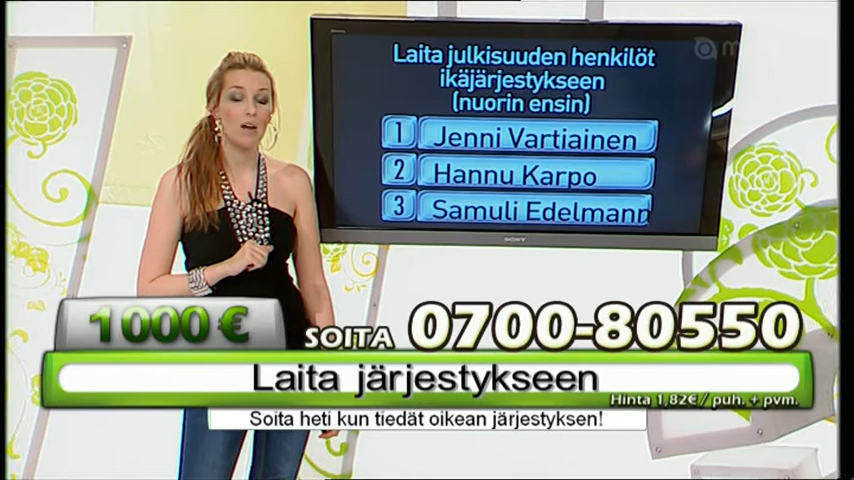 Laita julkisuuden henkilöt
ikäjärjestykseen
(nuorin ensin)
1 Jenni Vartiainen
2 Hannu Karpo
3 Samuli Edelmann
SONY
1000 €
SOITA 0700-80550
Laita järjestykseen
Hinta 1,82€ / puh. + pvm.
Soita heti kun tiedät oikean järjestyksen!